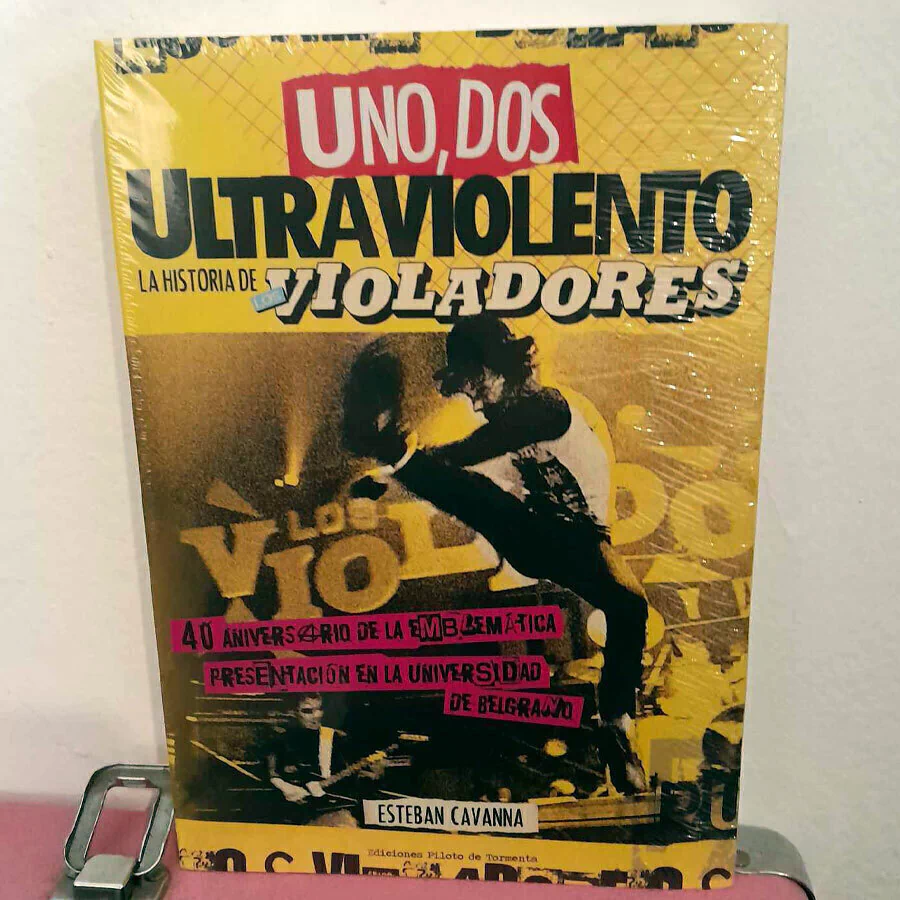 UNO, DOS
ULTRAVIOLENTO
LA HISTORIA DE LOS VIOLADORES
LOS
VIOLADO
40 ANIVERSARIO DE LA EMBLEMÁTICA
PRESENTACIÓN EN LA UNIVERSIDAD
DE BELGRANO
ESTEBAN CAVANNA
Ediciones Piloto de Tormenta